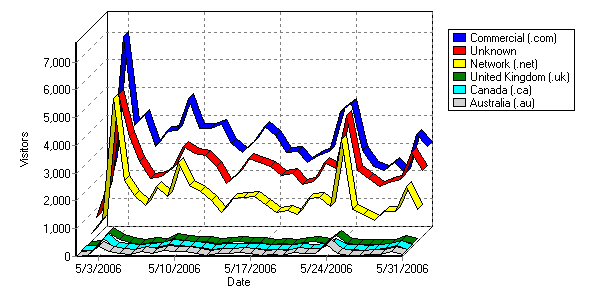 7,000
6,000
5,000
4,000
3,000
2,000
1,000
0
Visitors
5/3/2006 5/10/2006 5/17/2006 5/24/2006 5/31/2006
Date
Commercial (.com)
Unknown
Network (.net)
United Kingdom (.uk)
Canada (.ca)
Australia (.au)